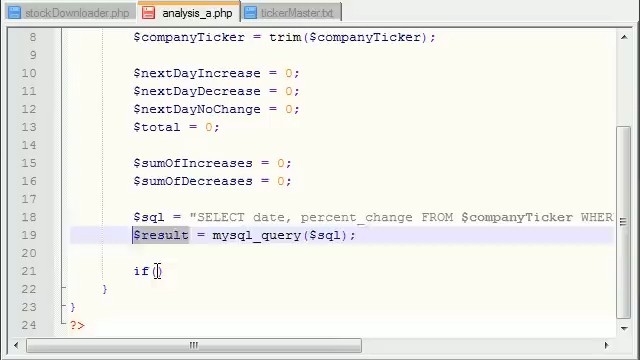 stockDownloader.php analysis_a.php tickerMaster.txt
8 $companyTicker = trim($companyTicker);
9
10 $nextDayIncrease = 0;
11 $nextDayDecrease = 0;
12 $nextDayNoChange = 0;
13 $total = 0;
14
15 $sumOfIncreases = 0;
16 $sumOfDecreases = 0;
17
18 $sql = "SELECT date, percent_change FROM $companyTicker WHER
19 $result = mysql_query($sql);
20
21 if()
22 }
23 }
24 ?>